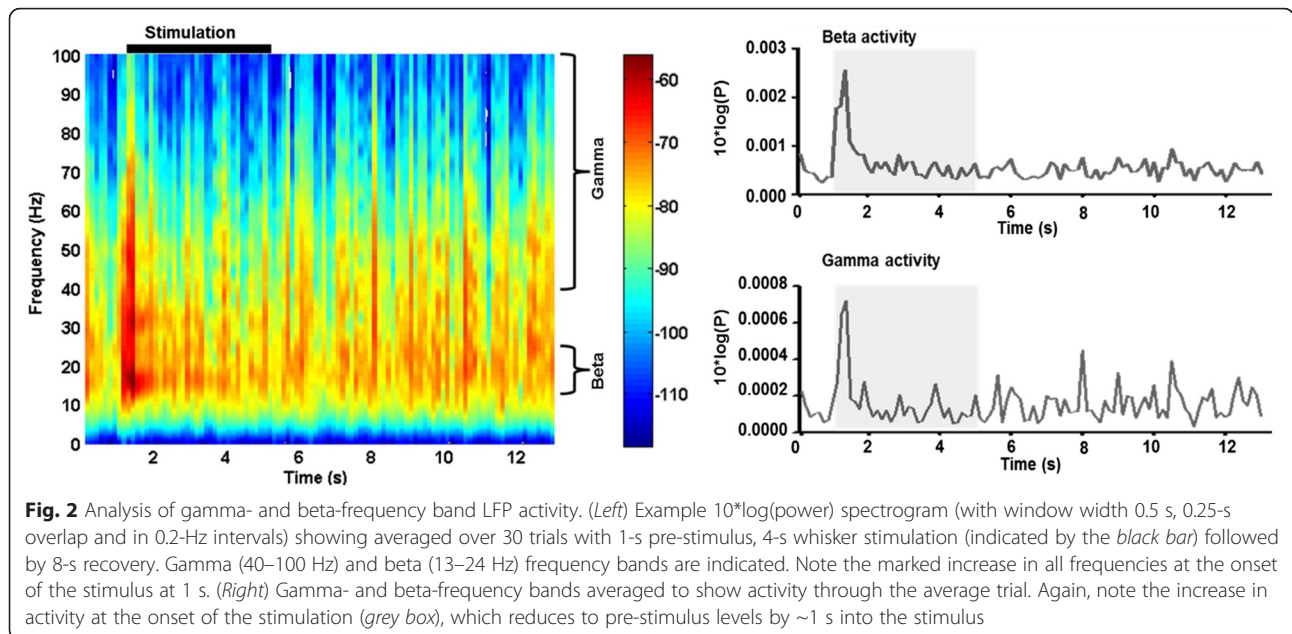 Stimulation
100
90
80
70
60
50
40
30
20
10
0
Frequency (Hz)
2 4 6 8 10 12
Time (s)
Gamma
Beta
-60
-70
-80
-90
-100
-110
Beta activity
0.003
0.002
0.001
0.000
10*log(P)
0 2 4 6 8 10 12
Time (s)
Gamma activity
0.0008
0.0006
0.0004
0.0002
0.0000
10*log(P)
0 2 4 6 8 10 12
Time (s)
Fig. 2 Analysis of gamma- and beta-frequency band LFP activity. (Left) Example 10*log(power) spectrogram (with window width 0.5 s, 0.25-s
overlap and in 0.2-Hz intervals) showing averaged over 30 trials with 1-s pre-stimulus, 4-s whisker stimulation (indicated by the black bar) followed
by 8-s recovery. Gamma (40–100 Hz) and beta (13–24 Hz) frequency bands are indicated. Note the marked increase in all frequencies at the onset
of the stimulus at 1 s. (Right) Gamma- and beta-frequency bands averaged to show activity through the average trial. Again, note the increase in
activity at the onset of the stimulation (grey box), which reduces to pre-stimulus levels by ~1 s into the stimulus